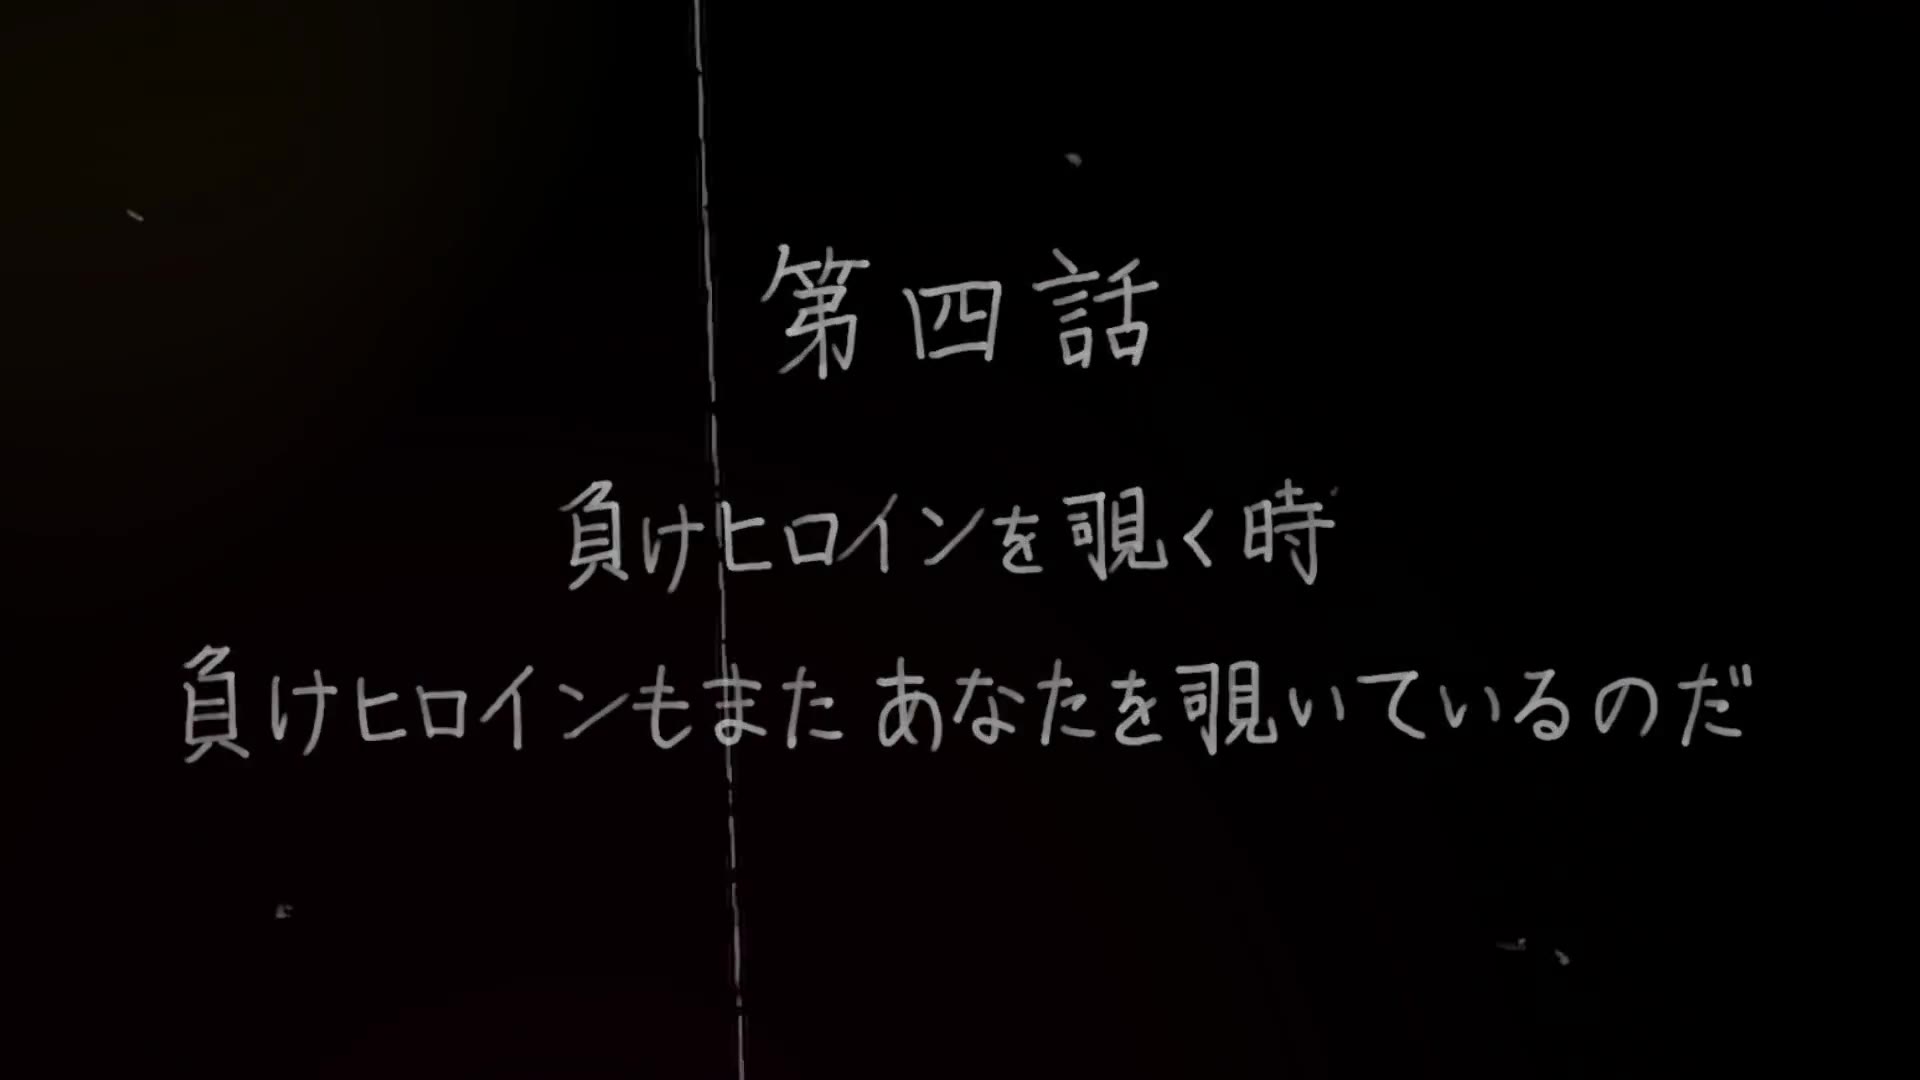 第四話
負けヒロインを覗く時
負けヒロインもまた あなたを覗いているのだ